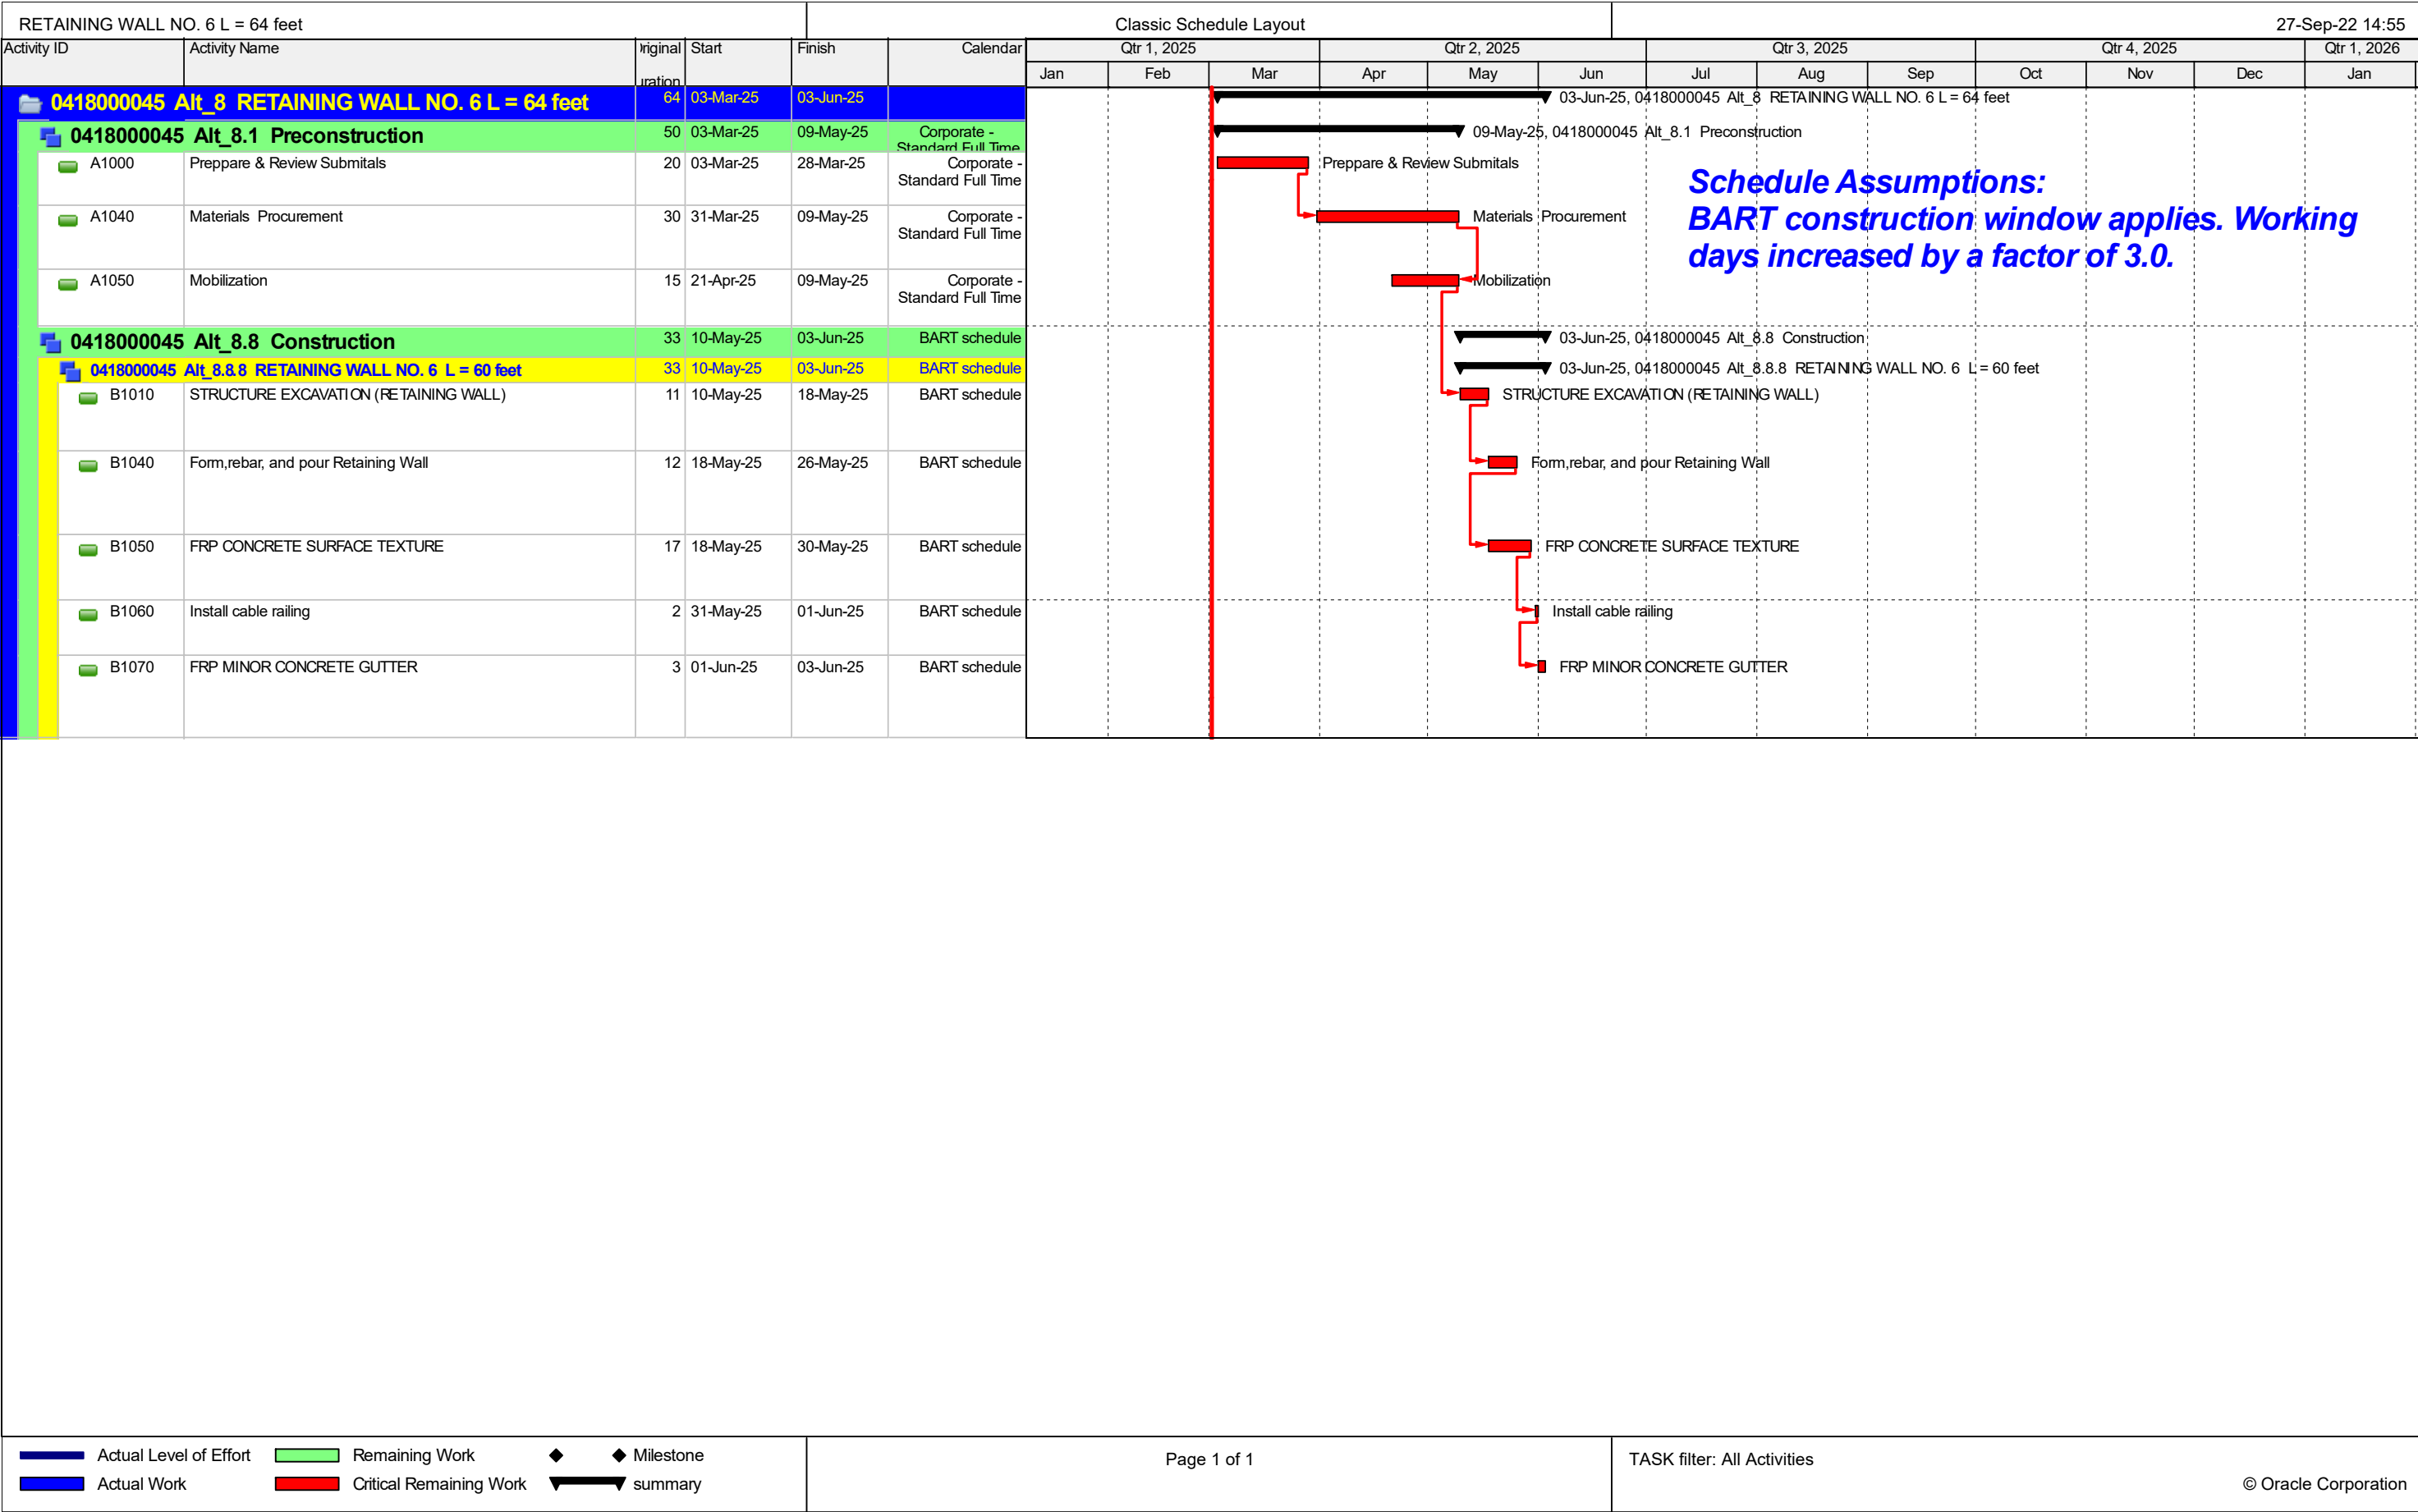 RETAINING WALL NO. 6 L = 64 feet Classic Schedule Layout 27-Sep-22 14:55
Activity ID Activity Name Original Start Finish Calendar Qtr 1, 2025 Qtr 2, 2025 Qtr 3, 2025 Qtr 4, 2025 Qtr 1, 2026
Jan Feb Mar Apr May Jun Jul Aug Sep Oct Nov Dec Jan
0418000045 Alt_8 RETAINING WALL NO. 6 L = 64 feet 64 03-Mar-25 03-Jun-25 03-Jun-25, 0418000045 Alt_8 RETAINING WALL NO. 6 L = 64 feet
0418000045 Alt_8.1 Preconstruction 50 03-Mar-25 09-May-25 Corporate - 09-May-25, 0418000045 Alt_8.1 Preconstruction
Standard Full Time
A1000 Preppare & Review Submitals 20 03-Mar-25 28-Mar-25 Corporate - Preppare & Review Submitals
Standard Full Time
Schedule Assumptions:
BART construction window applies. Working
days increased by a factor of 3.0.
A1040 Materials Procurement 30 31-Mar-25 09-May-25 Corporate - Materials Procurement
Standard Full Time
A1050 Mobilization 15 21-Apr-25 09-May-25 Corporate - Mobilization
Standard Full Time
0418000045 Alt_8.8 Construction 33 10-May-25 03-Jun-25 BART schedule 03-Jun-25, 0418000045 Alt_8.8 Construction
0418000045 Alt_8.8.8 RETAINING WALL NO. 6 L = 60 feet 33 10-May-25 03-Jun-25 BART schedule 03-Jun-25, 0418000045 Alt_8.8.8 RETAINING WALL NO. 6 L = 60 feet
B1010 STRUCTURE EXCAVATION (RETAINING WALL) 11 10-May-25 18-May-25 BART schedule STRUCTURE EXCAVATION (RETAINING WALL)
B1040 Form,rebar, and pour Retaining Wall 12 18-May-25 26-May-25 BART schedule Form,rebar, and pour Retaining Wall
B1050 FRP CONCRETE SURFACE TEXTURE 17 18-May-25 30-May-25 BART schedule FRP CONCRETE SURFACE TEXTURE
B1060 Install cable railing 2 31-May-25 01-Jun-25 BART schedule Install cable railing
B1070 FRP MINOR CONCRETE GUTTER 3 01-Jun-25 03-Jun-25 BART schedule FRP MINOR CONCRETE GUTTER
Actual Level of Effort Remaining Work Milestone Page 1 of 1 TASK filter: All Activities
Actual Work Critical Remaining Work summary © Oracle Corporation